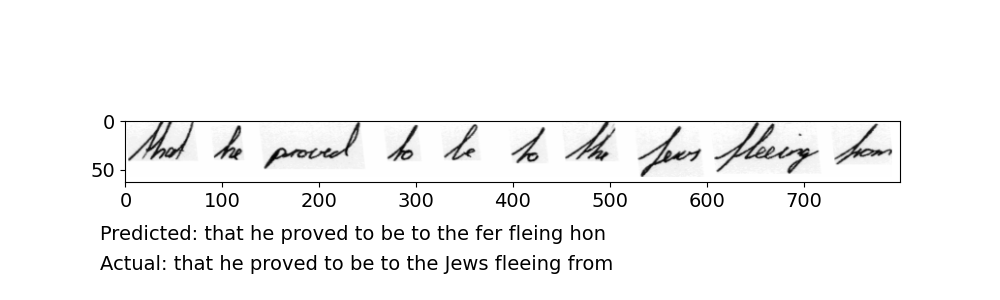 that he proved to be to the Jews fleeing from
0
50
0 100 200 300 400 500 600 700
Predicted: that he proved to be to the fer fleing hon
Actual: that he proved to be to the Jews fleeing from